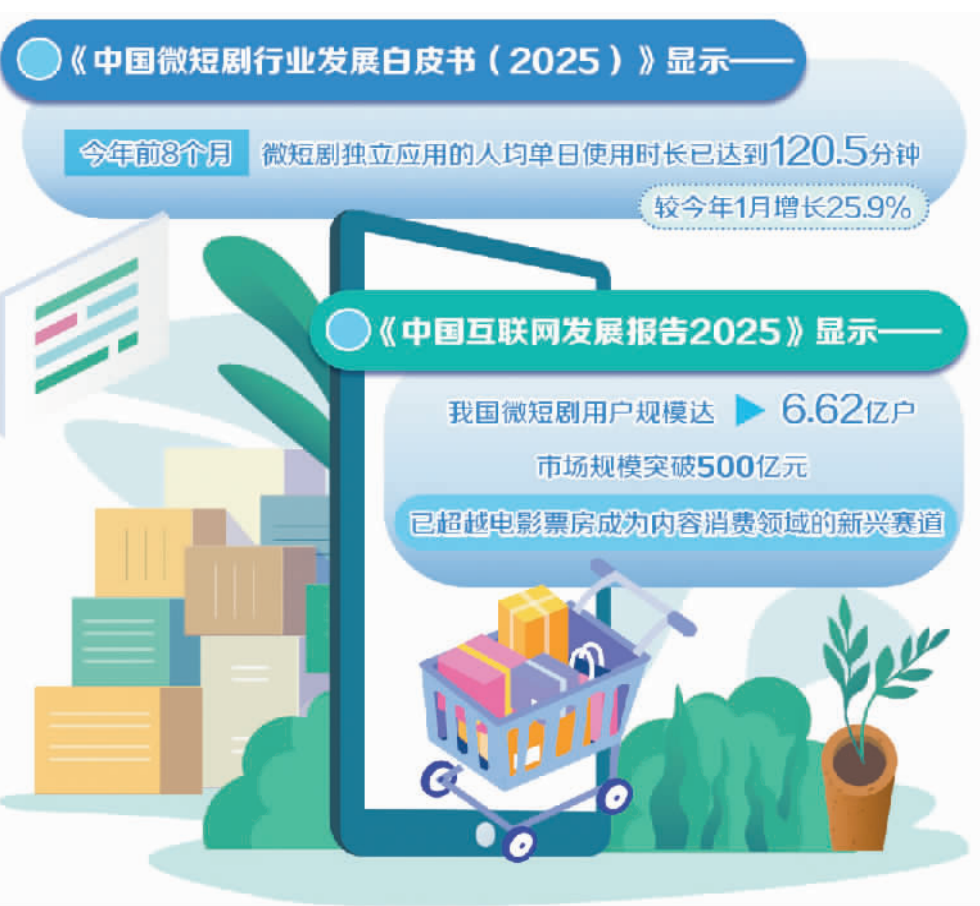 《中国微短剧行业发展白皮书（2025）》显示——
今年前8个月 微短剧独立应用的人均单日使用时长已达到120.5分钟
较今年1月增长25.9%
《中国互联网发展报告2025》显示——
我国微短剧用户规模达 6.62亿户
市场规模突破500亿元
已超越电影票房成为内容消费领域的新兴赛道